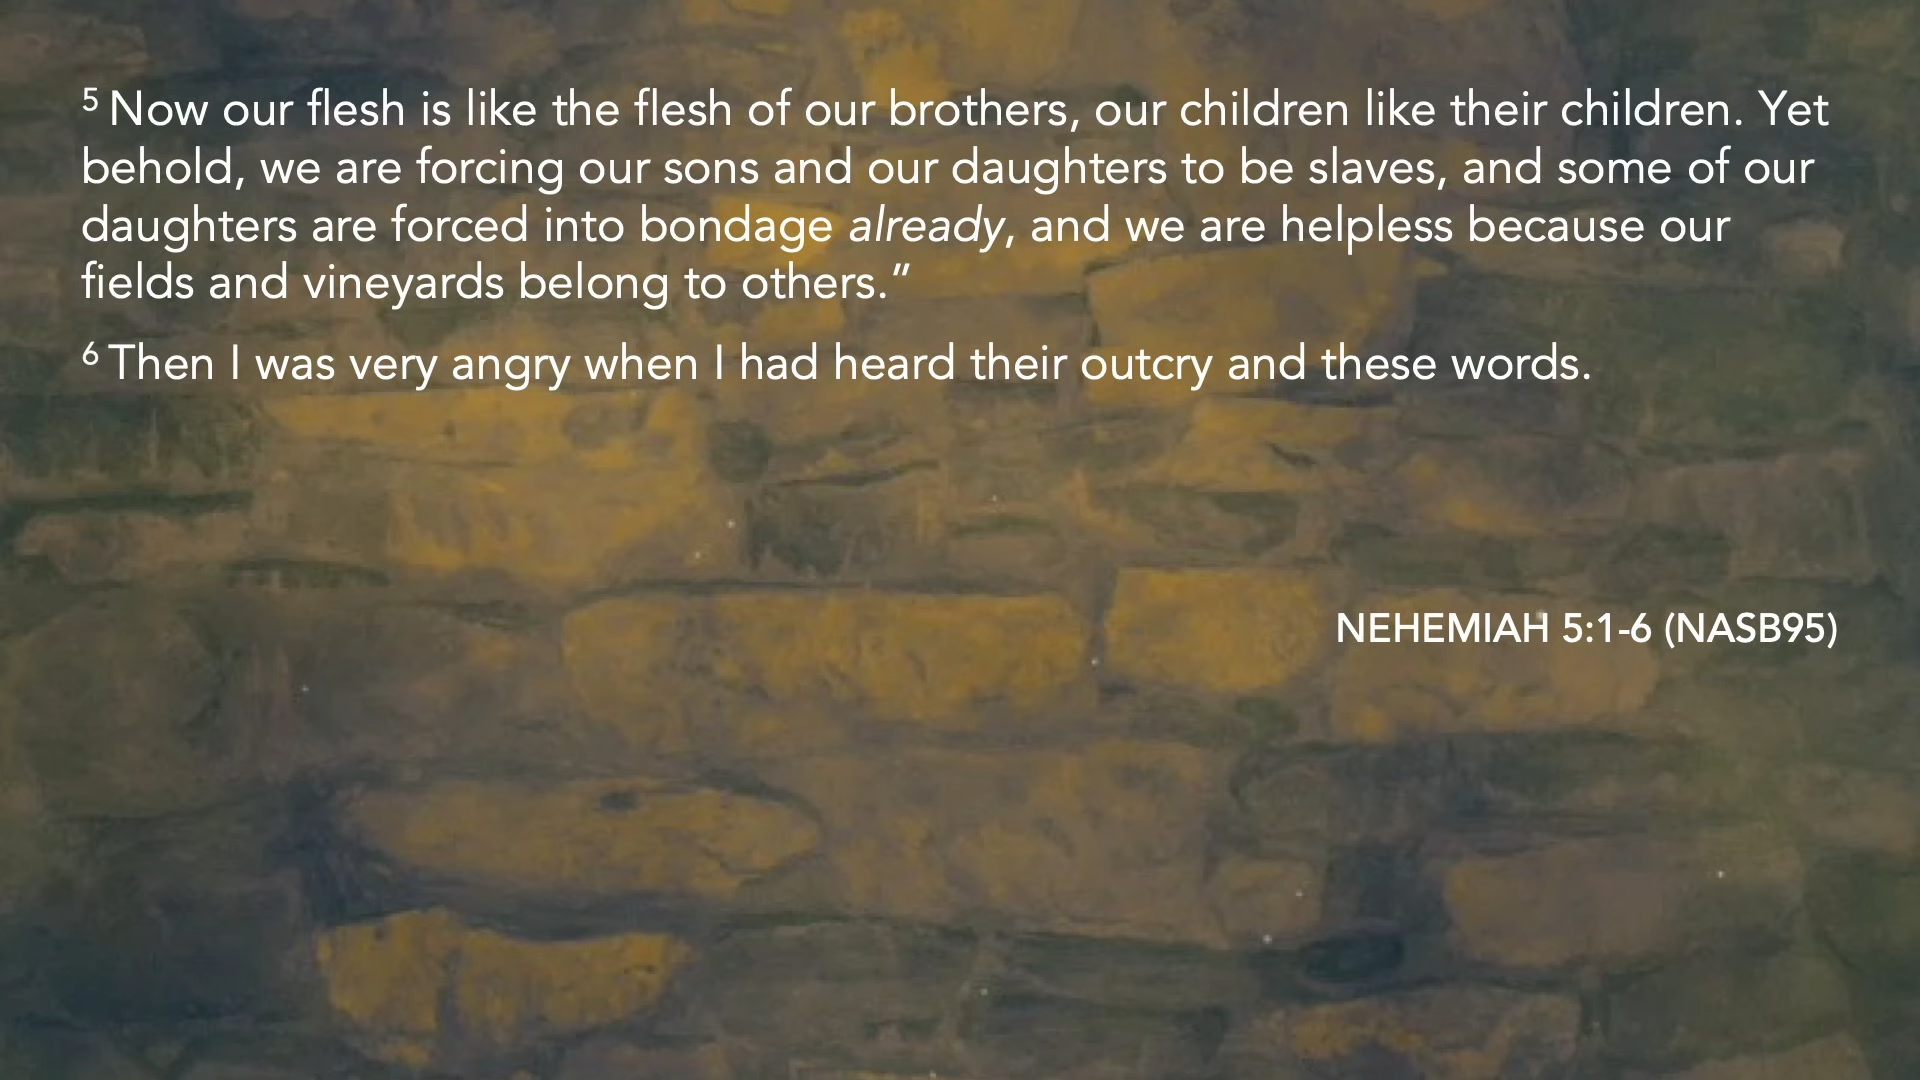 5 Now our flesh is like the flesh of our brothers, our children like their children. Yet
behold, we are forcing our sons and our daughters to be slaves, and some of our
daughters are forced into bondage already, and we are helpless because our
fields and vineyards belong to others.”
6 Then I was very angry when I had heard their outcry and these words.
NEHEMIAH 5:1-6 (NASB95)